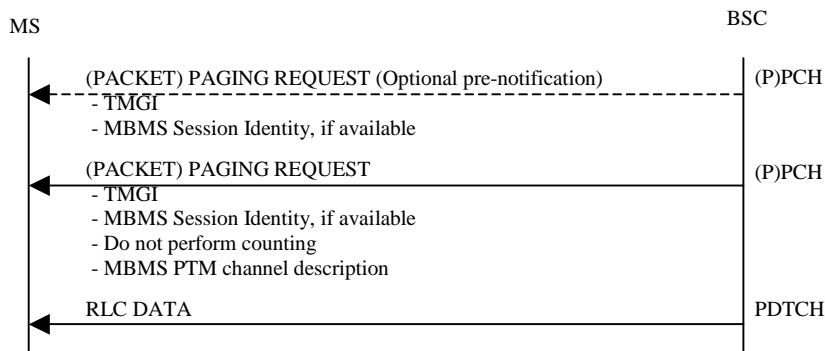 MS
BSC
(PACKET) PAGING REQUEST (Optional pre-notification)
(P)PCH
- TMGI
- MBMS Session Identity, if available
(PACKET) PAGING REQUEST
(P)PCH
- TMGI
- MBMS Session Identity, if available
- Do not perform counting
- MBMS PTM channel description
RLC DATA
PDTCH